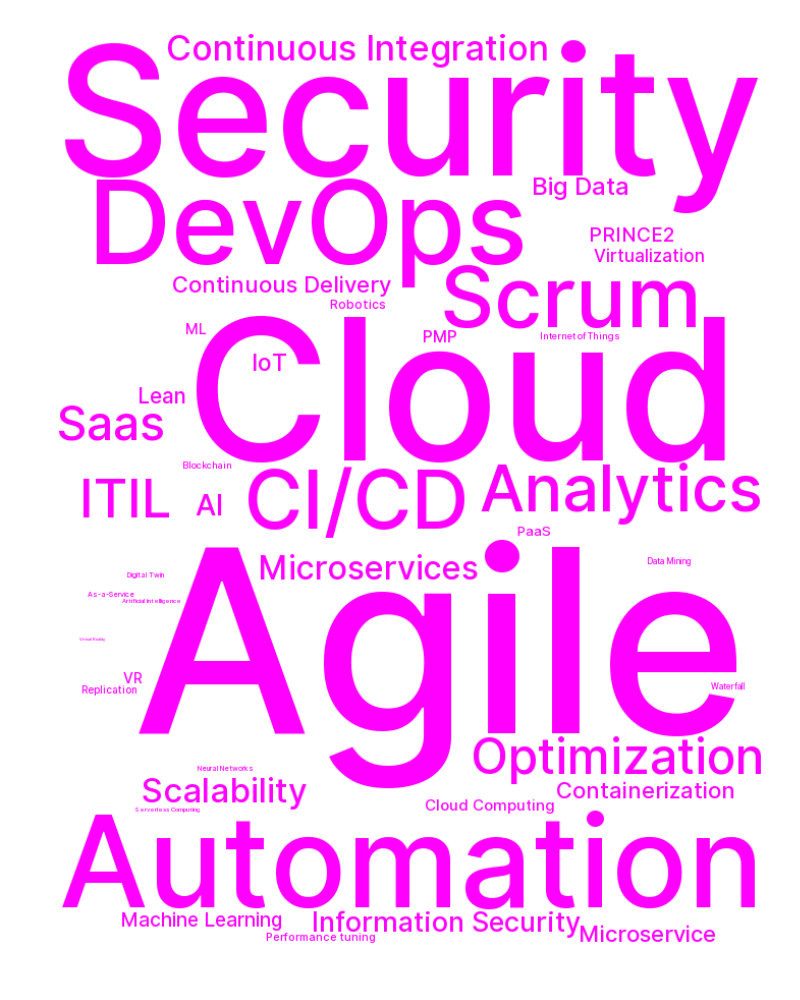 Continuous Integration
Security
Big Data
DevOps
PRINCE2
Virtualization
Continuous Delivery
Scrum
Robotics
ML
PMP
Internet of Things
Cloud
IoT
Lean
Saas
Blockchain
ITIL
AI
CI/CD
Analytics
PaaS
Microservices
Data Mining
Digital Twin
As-a-Service
Artificial Intelligence
Agile
Virtual Reality
VR
Replication
Waterfall
Optimization
Neural Networks
Scalability
Containerization
Cloud Computing
Serverless Computing
Automation
Machine Learning
Information Security
Microservice
Performance tuning